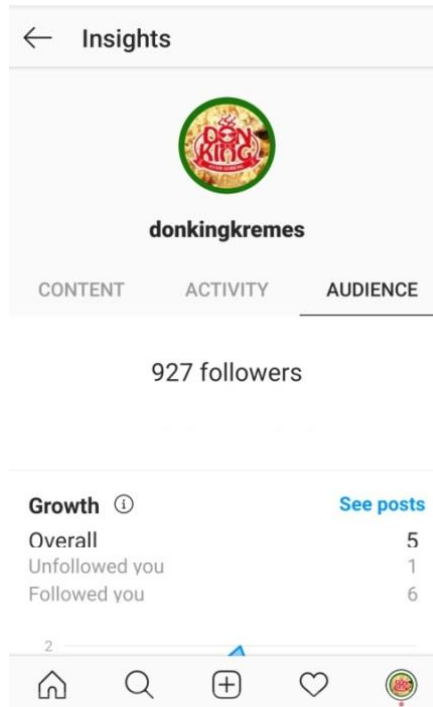 Insights
DON
KING
donkingkremes
CONTENT ACTIVITY AUDIENCE
927 followers
Growth See posts
Overall 5
Unfollowed you 1
Followed you 6
2